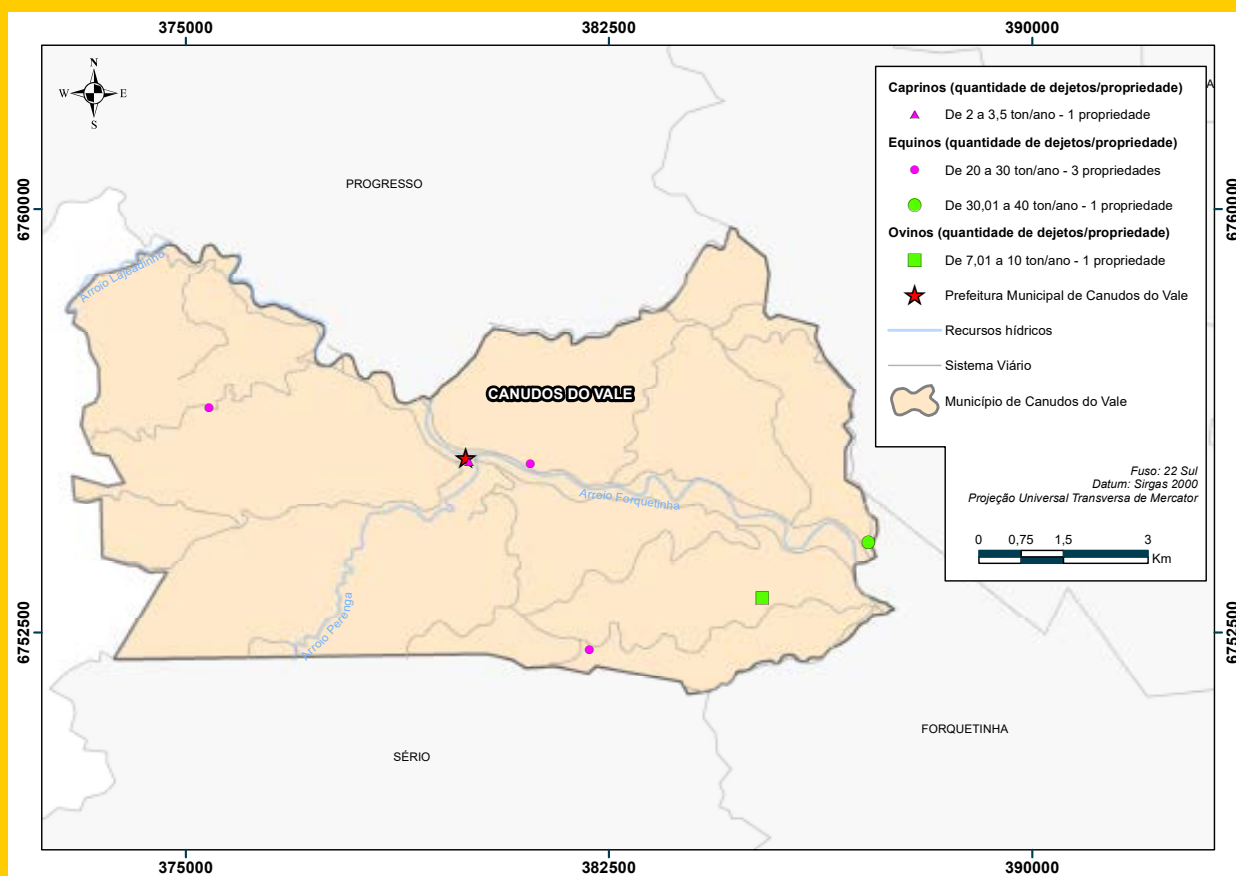 375000
382500
390000
N
W
E
S
Caprinos (quantidade de dejetos/propriedade)
De 2 a 3,5 ton/ano - 1 propriedade
Equinos (quantidade de dejetos/propriedade)
De 20 a 30 ton/ano - 3 propriedades
De 30,01 a 40 ton/ano - 1 propriedade
Ovinos (quantidade de dejetos/propriedade)
De 7,01 a 10 ton/ano - 1 propriedade
Prefeitura Municipal de Canudos do Vale
Recursos hídricos
Sistema Viário
Município de Canudos do Vale
Fuso: 22 Sul
Datum: Sirgas 2000
Projeção Universal Transversa de Mercator
0 0,75 1,5 3
Km
A
PROGRESSO
6760000
6760000
Arroio Lajeadinho
CANUDOS DO VALE
Arroio Forquetinha
Arroio Perenga
6752500
6752500
SÉRIO
FORQUETINHA
375000
382500
390000